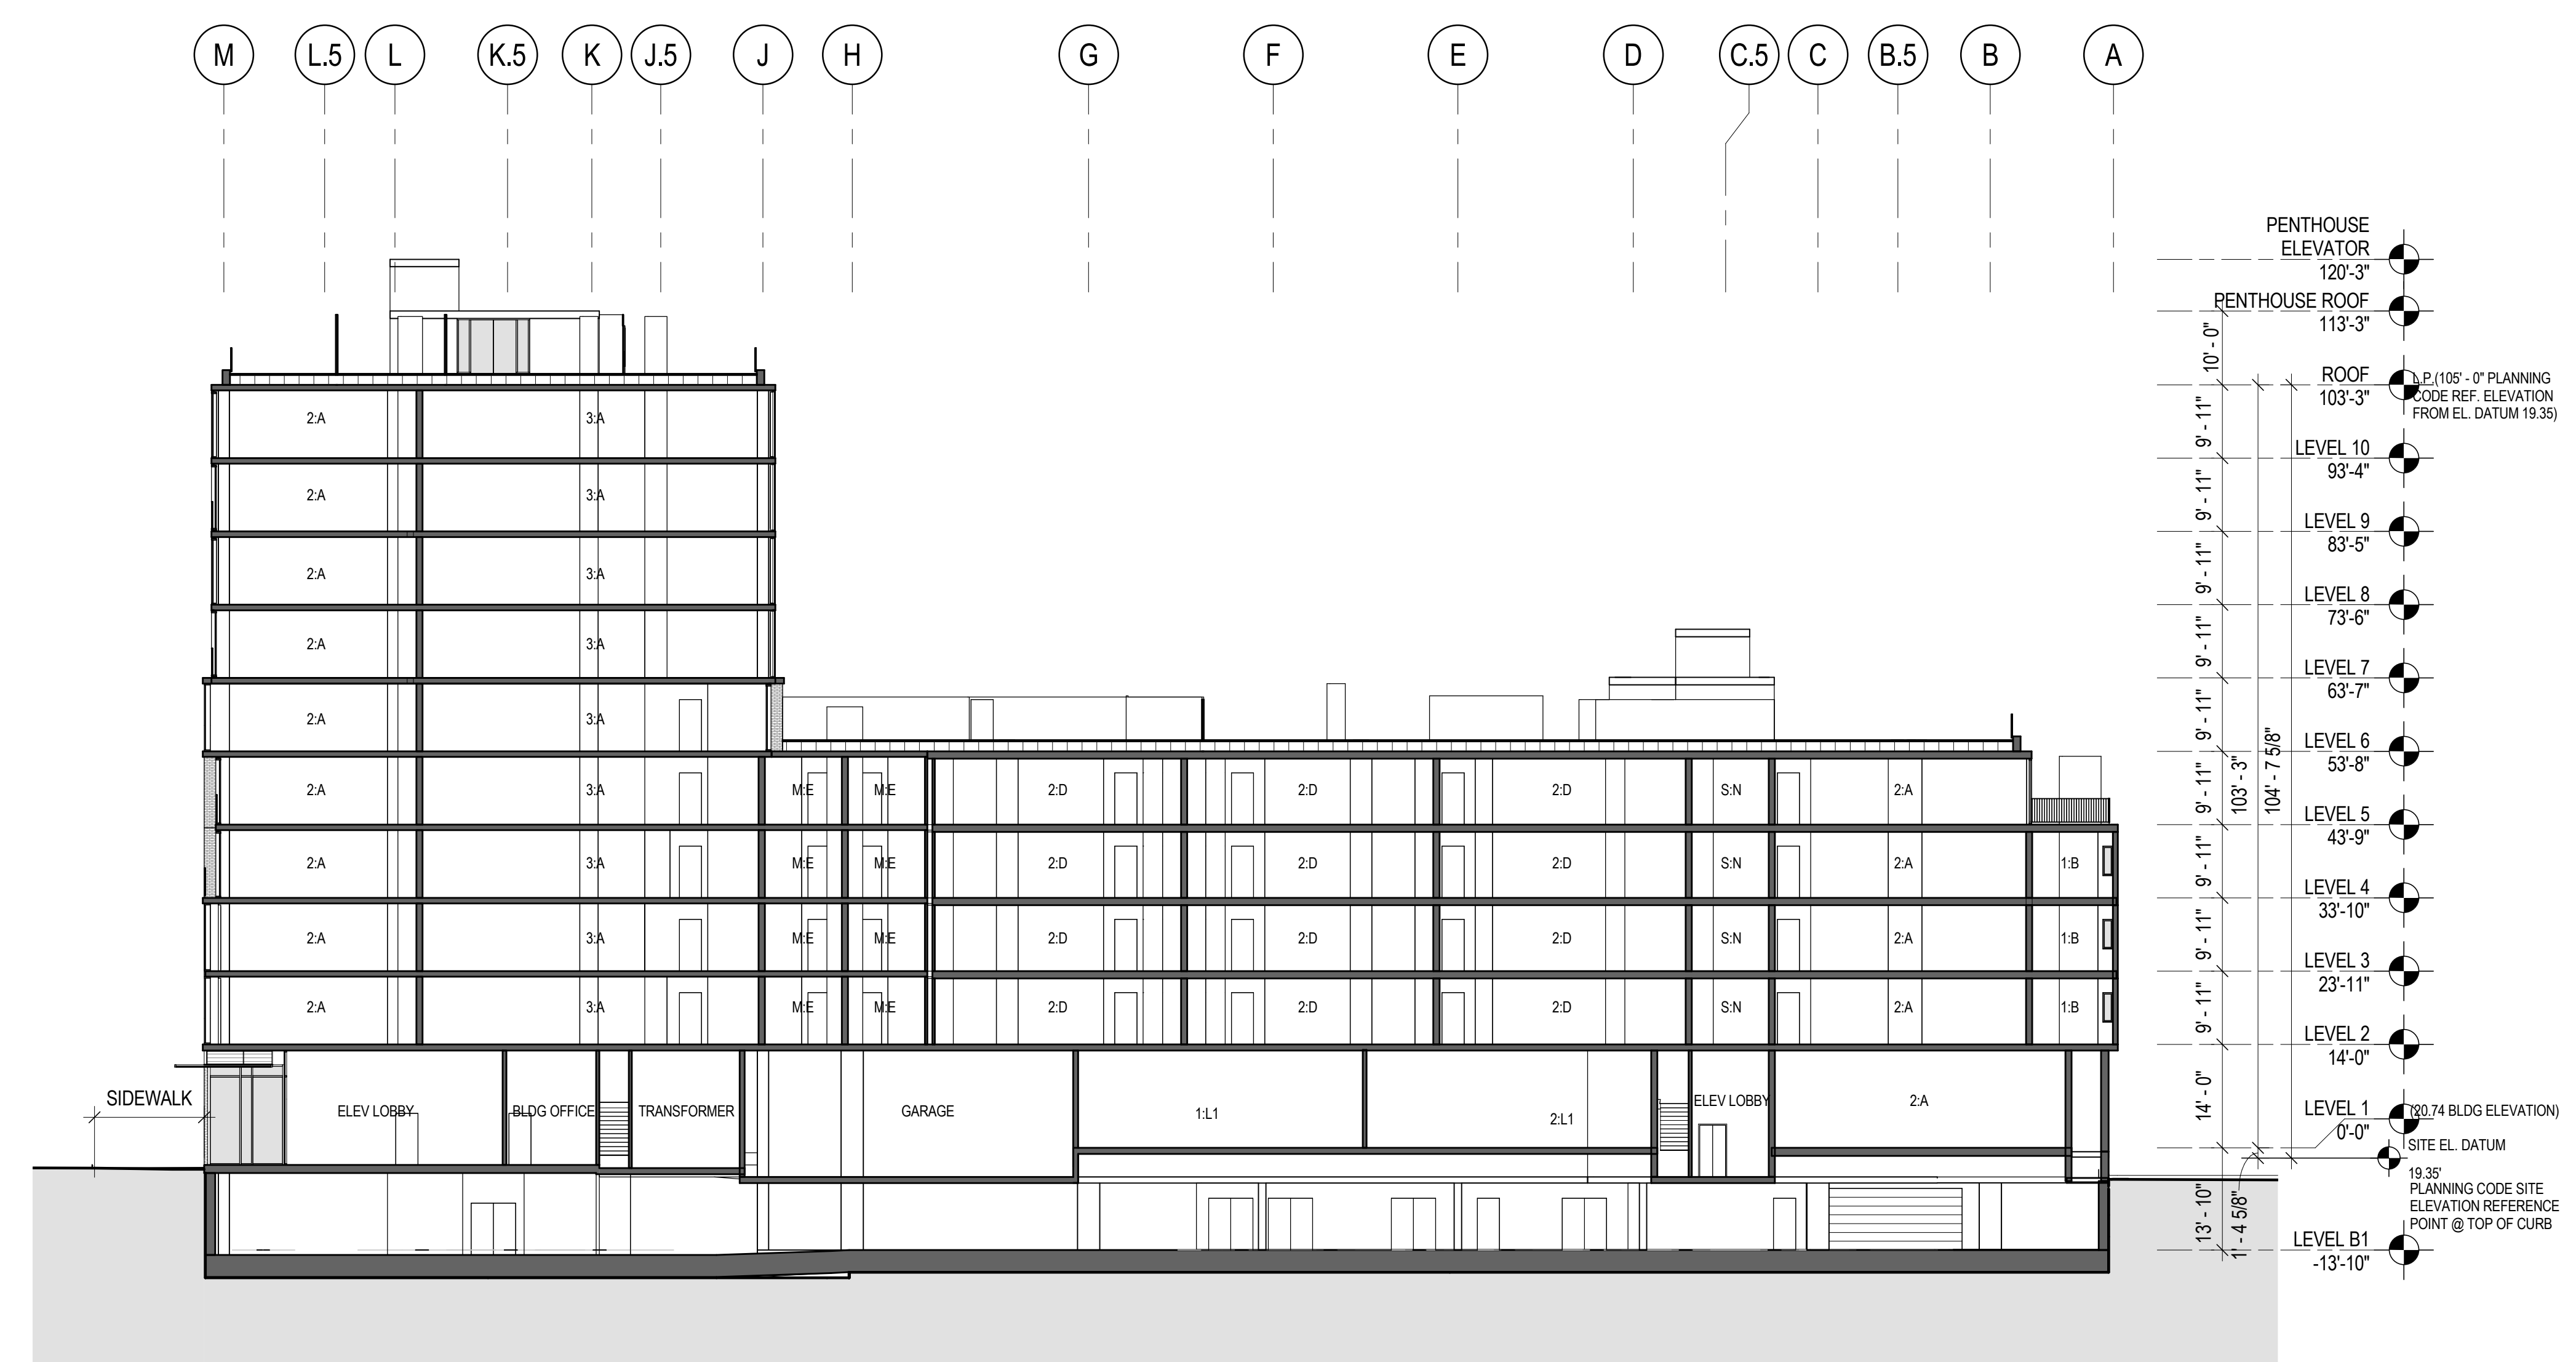 M L.5 L K.5 K J.5 J H G F E D C.5 C B.5 B A
PENTHOUSE
ELEVATOR
120'-3"
PENTHOUSE ROOF
113'-3"
10' - 0"
ROOF
103'-3"
L.P.(105' - 0" PLANNING
CODE REF. ELEVATION
FROM EL. DATUM 19.35)
2:A 3:A
9' - 11"
LEVEL 10
93'-4"
2:A 3:A
9' - 11"
LEVEL 9
83'-5"
2:A 3:A
9' - 11"
LEVEL 8
73'-6"
2:A 3:A
9' - 11"
LEVEL 7
63'-7"
2:A 3:A
9' - 11"
LEVEL 6
53'-8"
2:A 3:A M:E M:E 2:D 2:D 2:D S:N 2:A
9' - 11"
103' - 3"
104' - 7 5/8"
LEVEL 5
43'-9"
2:A 3:A M:E M:E 2:D 2:D 2:D S:N 2:A 1:B
9' - 11"
LEVEL 4
33'-10"
2:A 3:A M:E M:E 2:D 2:D 2:D S:N 2:A 1:B
9' - 11"
LEVEL 3
23'-11"
2:A 3:A M:E M:E 2:D 2:D 2:D S:N 2:A 1:B
9' - 11"
LEVEL 2
14'-0"
SIDEWALK
ELEV LOBBY BLDG OFFICE TRANSFORMER GARAGE 1:L1 2:L1 ELEV LOBBY 2:A
14' - 0"
LEVEL 1
0'-0"
(20.74 BLDG ELEVATION)
SITE EL. DATUM
19.35'
PLANNING CODE SITE
ELEVATION REFERENCE
POINT @ TOP OF CURB
13' - 10"
1' - 4 5/8"
LEVEL B1
-13'-10"